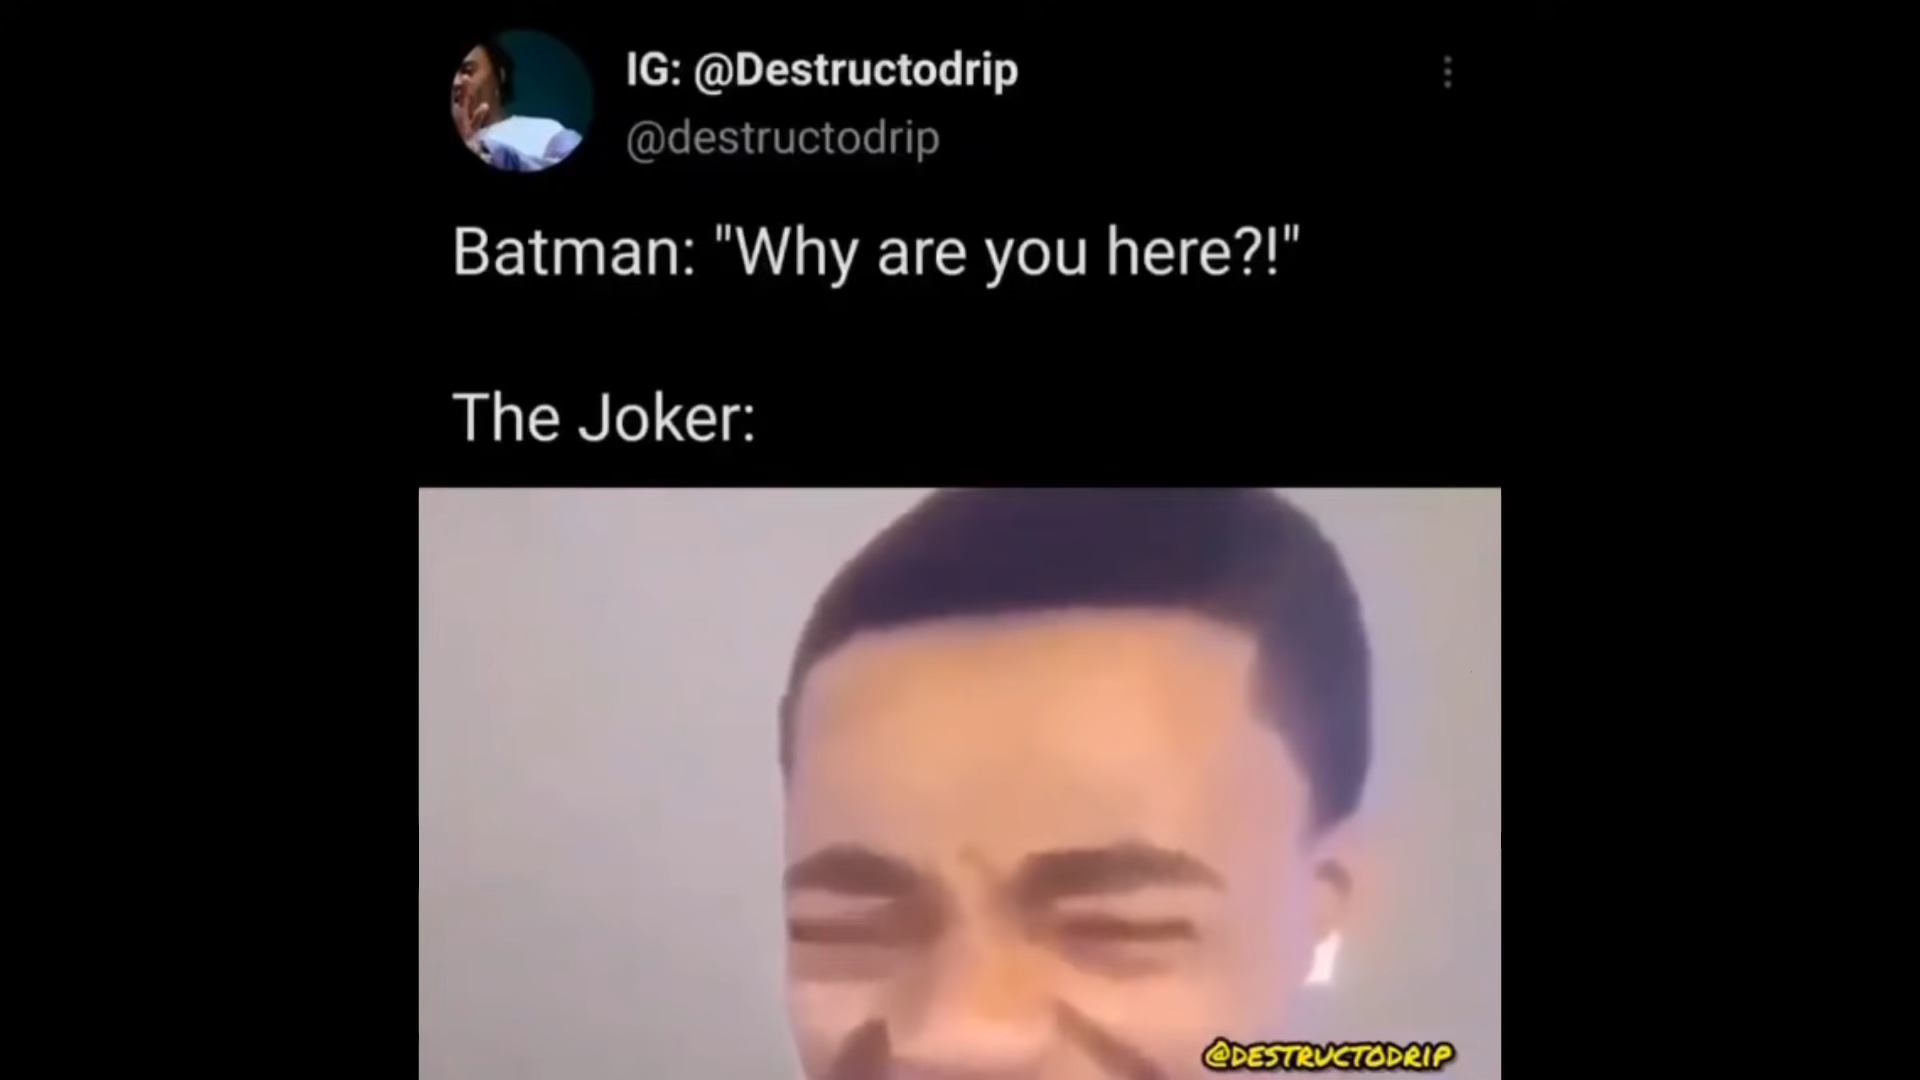 IG: @Destructodrip
@destructodrip
Batman: "Why are you here?!"
The Joker:
@DESTRUCTODRIP